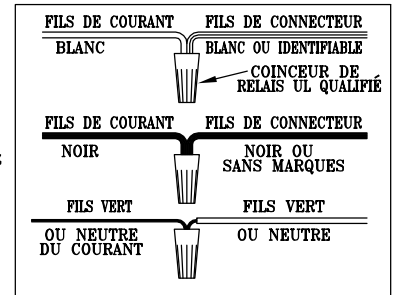 FILS DE COURANT FILS DE CONNECTEUR
BLANC BLANC OU IDENTIFIABLE
COINCEUR DE
RELAIS UL QUALIFIÉ
FILS DE COURANT FILS DE CONNECTEUR
NOIR NOIR OU
SANS MARQUES
FILS VERT FILS VERT
OU NEUTRE OU NEUTRE
DU COURANT